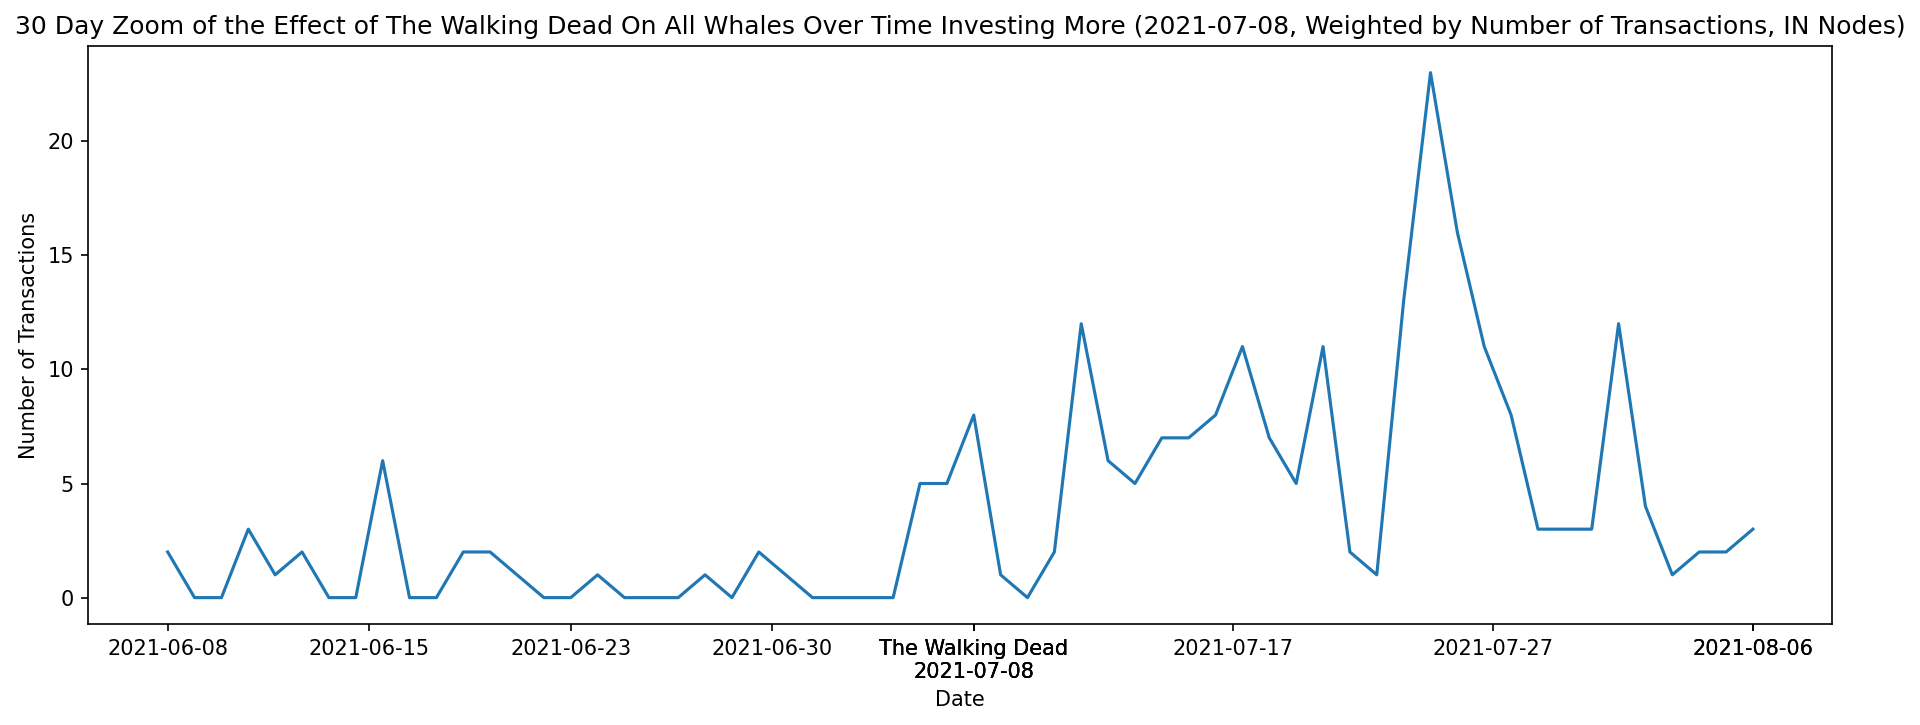 30 Day Zoom of the Effect of The Walking Dead On All Whales Over Time Investing More (2021-07-08, Weighted by Number of Transactions, IN Nodes)
Number of Transactions
20
15
10
5
0
2021-06-08 2021-06-15 2021-06-23 2021-06-30 The Walking Dead 2021-07-17 2021-07-27 2021-08-06
2021-07-08
Date